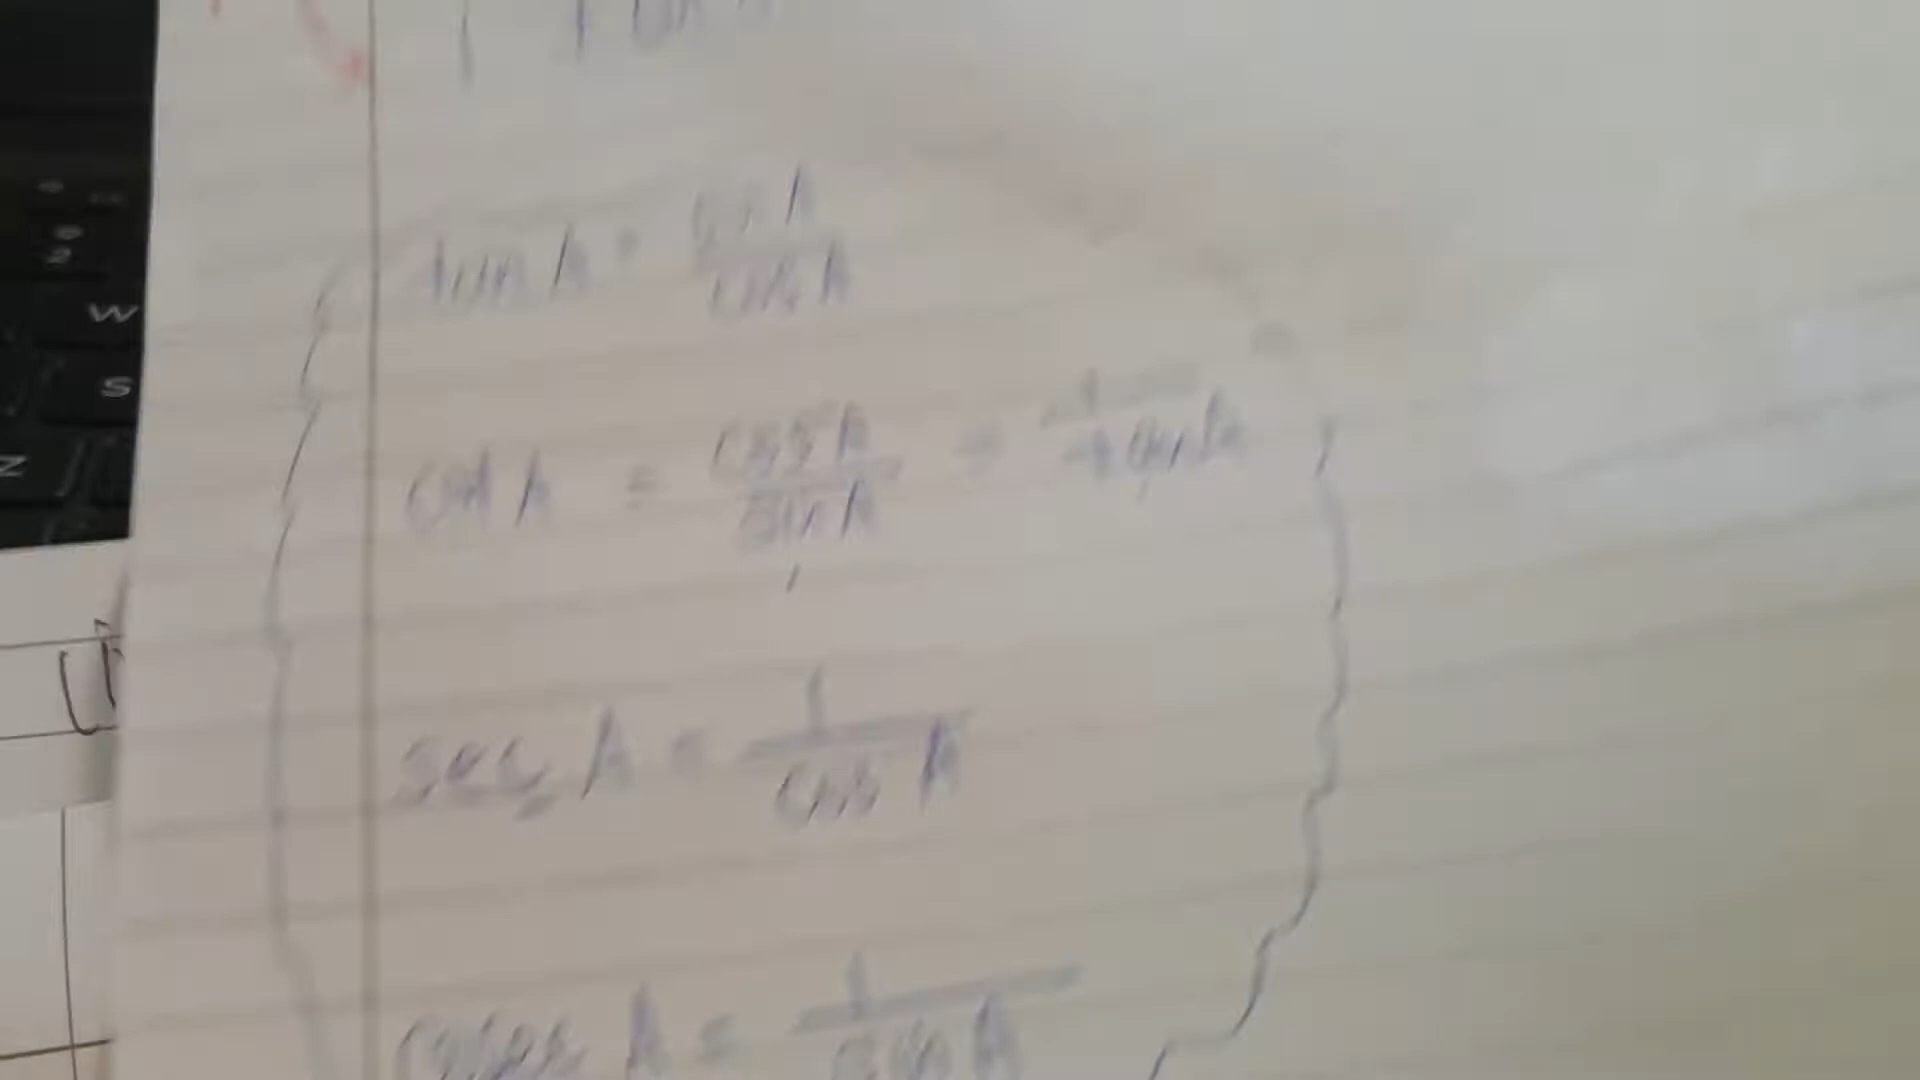 tan A = sin A / cos A
cot A = cos A / sin A = 1 / tan A
sec A = 1 / cos A
cosec A = 1 / sin A
W
S
Z